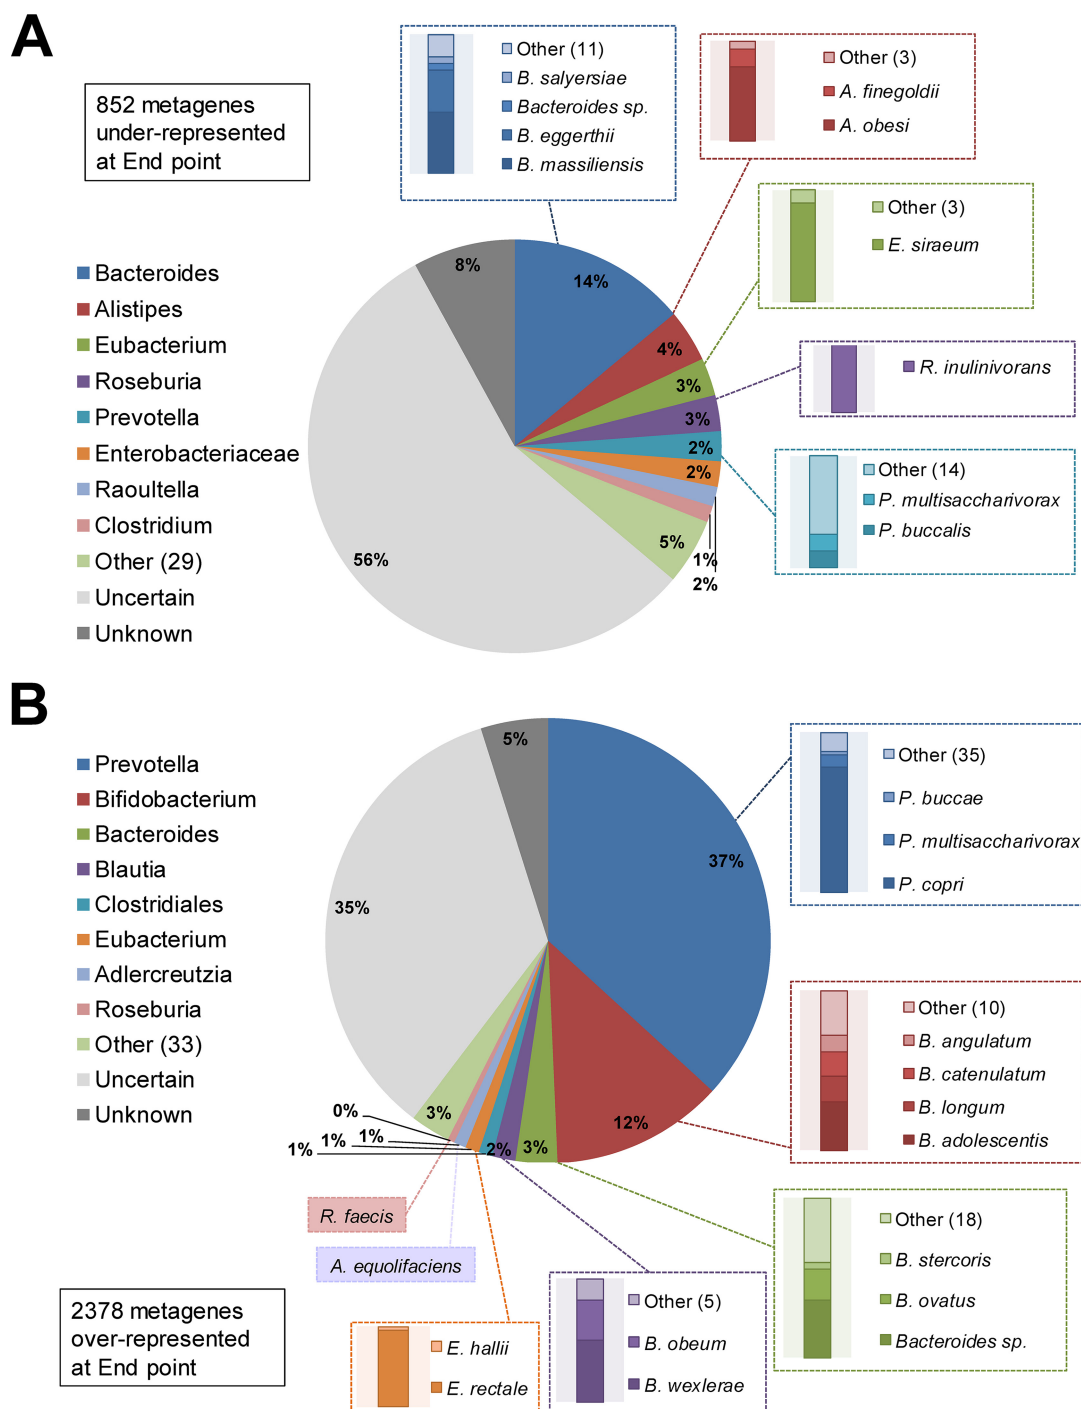 A
852 metagenes
under-represented
at End point
Other (11)
B. salyersiae
Bacteroides sp.
B. eggerthii
B. massiliensis
Other (3)
A. finegoldii
A. obesi
Other (3)
E. siraeum
R. inulinivorans
Other (14)
P. multisaccharivorax
P. buccalis
Bacteroides
Alistipes
Eubacterium
Roseburia
Prevotella
Enterobacteriaceae
Raoultella
Clostridium
Other (29)
Uncertain
Unknown
8%
14%
4%
3%
3%
2%
2%
5%
1%
2%
56%
B
Prevotella
Bifidobacterium
Bacteroides
Blautia
Clostridiales
Eubacterium
Adlercreutzia
Roseburia
Other (33)
Uncertain
Unknown
5%
37%
35%
12%
3%
2%
3%
0%
1%
1%
1%
Other (35)
P. buccae
P. multisaccharivorax
P. copri
Other (10)
B. angulatum
B. catenulatum
B. longum
B. adolescentis
Other (18)
B. stercoris
B. ovatus
Bacteroides sp.
R. faecis
A. equolifaciens
Other (5)
B. obeum
B. wexlerae
E. hallii
E. rectale
2378 metagenes
over-represented
at End point